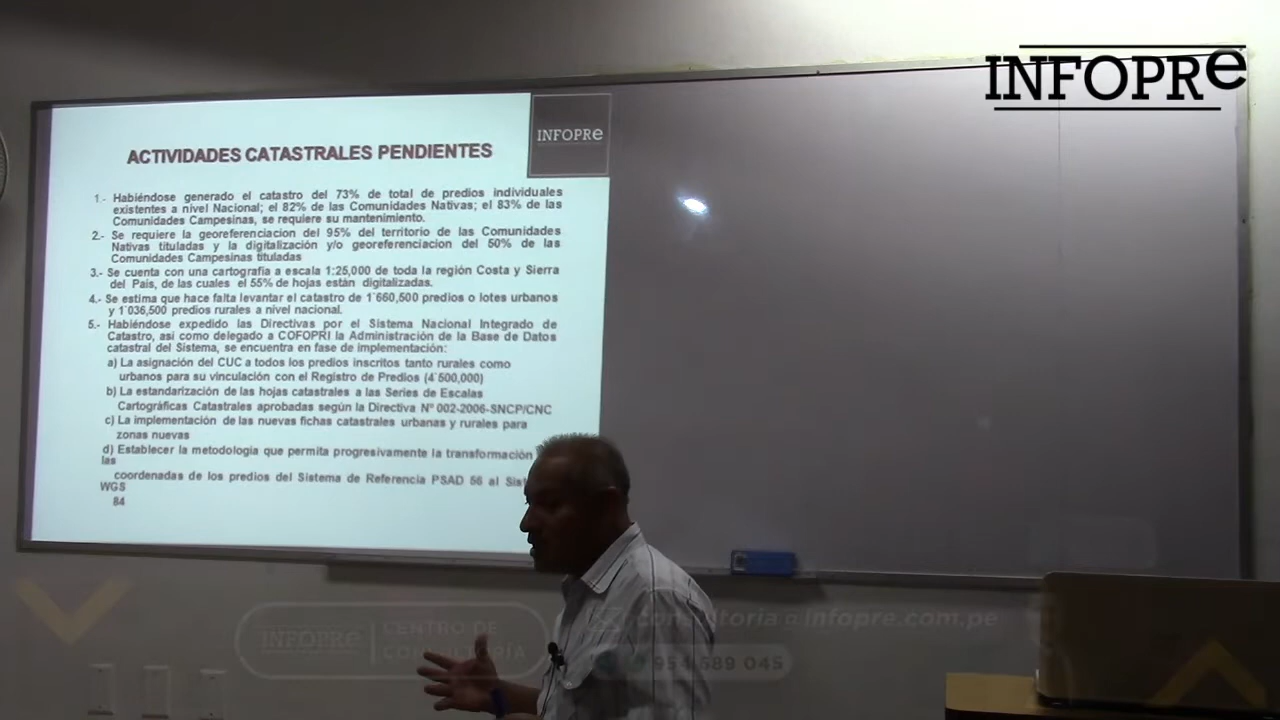 INFOPRe
INFOPRe
ACTIVIDADES CATASTRALES PENDIENTES
1.- Habiéndose generado el catastro del 73% de total de predios individuales
existentes a nivel Nacional; el 82% de las Comunidades Nativas; el 83% de las
Comunidades Campesinas, se requiere su mantenimiento.
2.- Se requiere la georeferenciacion del 95% del territorio de las Comunidades
Nativas tituladas y la digitalización y/o georeferenciacion del 50% de las
Comunidades Campesinas tituladas
3.- Se cuenta con una cartografía a escala 1:25,000 de toda la región Costa y Sierra
del País, de las cuales el 55% de hojas están digitalizadas.
4.- Se estima que hace falta levantar el catastro de 1´660,500 predios o lotes urbanos
y 1´036,500 predios rurales a nivel nacional.
5.- Habiéndose expedido las Directivas por el Sistema Nacional Integrado de
Catastro, así como delegado a COFOPRI la Administración de la Base de Datos
catastral del Sistema, se encuentra en fase de implementación:
a) La asignación del CUC a todos los predios inscritos tanto rurales como
urbanos para su vinculación con el Registro de Predios (4´500,000)
b) La estandarización de las hojas catastrales a las Series de Escalas
Cartográficas Catastrales aprobadas según la Directiva Nº 002-2006-SNCP/CNC
c) La implementación de las nuevas fichas catastrales urbanas y rurales para
zonas nuevas
d) Establecer la metodología que permita progresivamente la transformación
las
coordenadas de los predios del Sistema de Referencia PSAD 56 al
WGS
84
INFOPRe
CENTRO DE
CONSULTORÍA
consultoria@infopre.com.pe
954 689 045